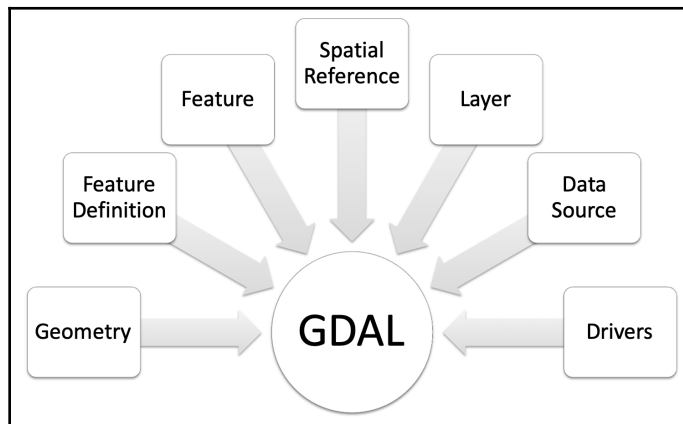 Spatial
Reference
Feature
Layer
Feature
Definition
Data
Source
Geometry
GDAL
Drivers